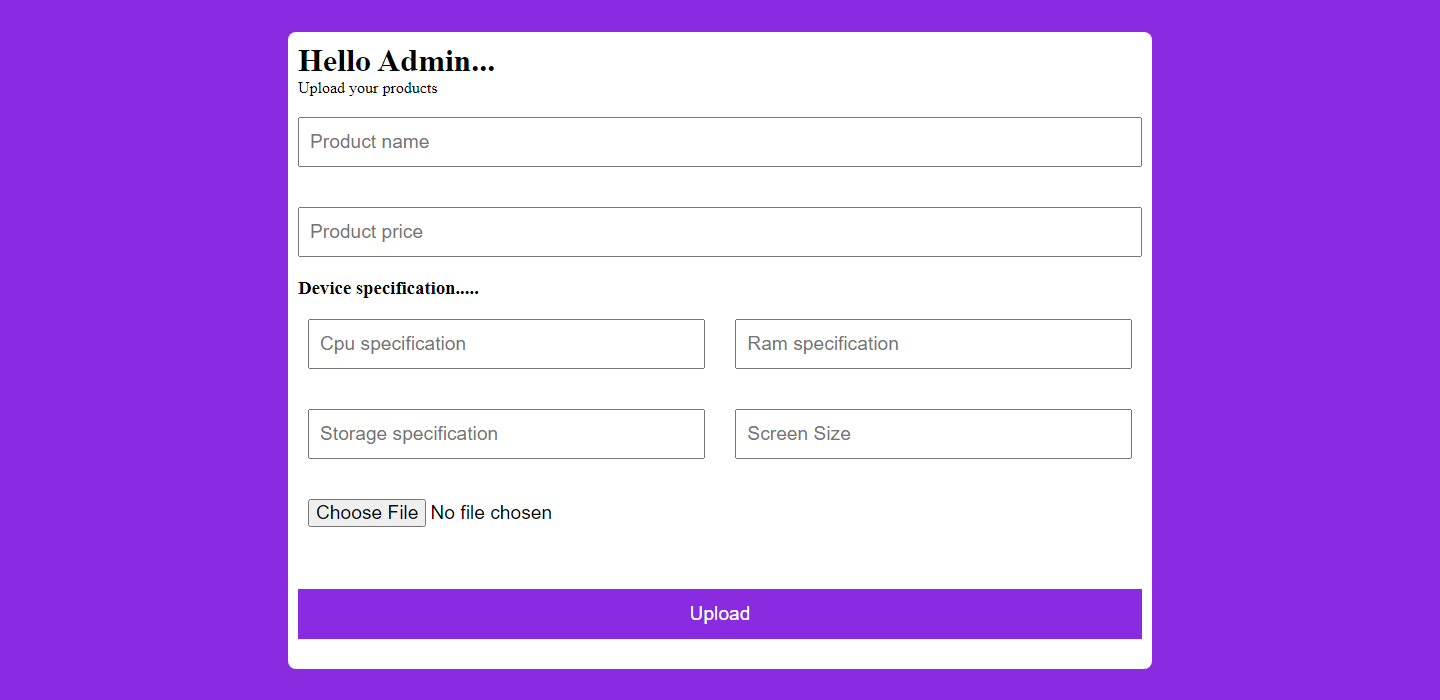 Hello Admin...
Upload your products
Product name
Product price
Device specification.....
Cpu specification Ram specification
Storage specification Screen Size
Choose File No file chosen
Upload